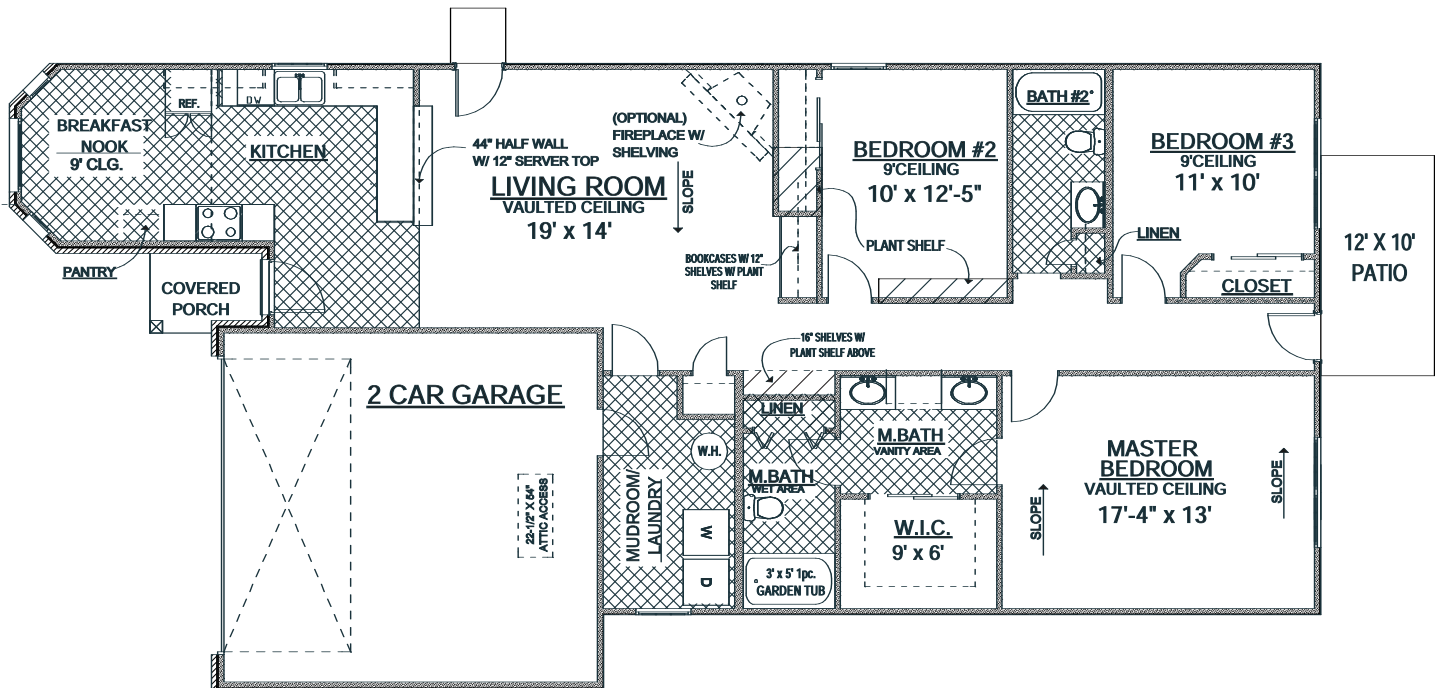 BREAKFAST
NOOK
9' CLG.
REF.
DW
KITCHEN
PANTRY
COVERED
PORCH
44" HALF WALL
W/ 12" SERVER TOP
LIVING ROOM
VAULTED CEILING
19' x 14'
(OPTIONAL)
FIREPLACE W/
SHELVING
SLOPE
BOOKCASES W/ 12"
SHELVES W/ PLANT
SHELF
BEDROOM #2
9'CEILING
10' x 12'-5"
PLANT SHELF
BATH #2
LINEN
BEDROOM #3
9'CEILING
11' x 10'
CLOSET
12' X 10'
PATIO
16" SHELVES W/
PLANT SHELF ABOVE
2 CAR GARAGE
22-1/2" X 54"
ATTIC ACCESS
MUDROOM/
LAUNDRY
W.H.
W
D
LINEN
M.BATH
WET AREA
3' x 5' 1pc.
GARDEN TUB
M.BATH
VANITY AREA
W.I.C.
9' x 6'
MASTER
BEDROOM
VAULTED CEILING
17'-4" x 13'
SLOPE
SLOPE